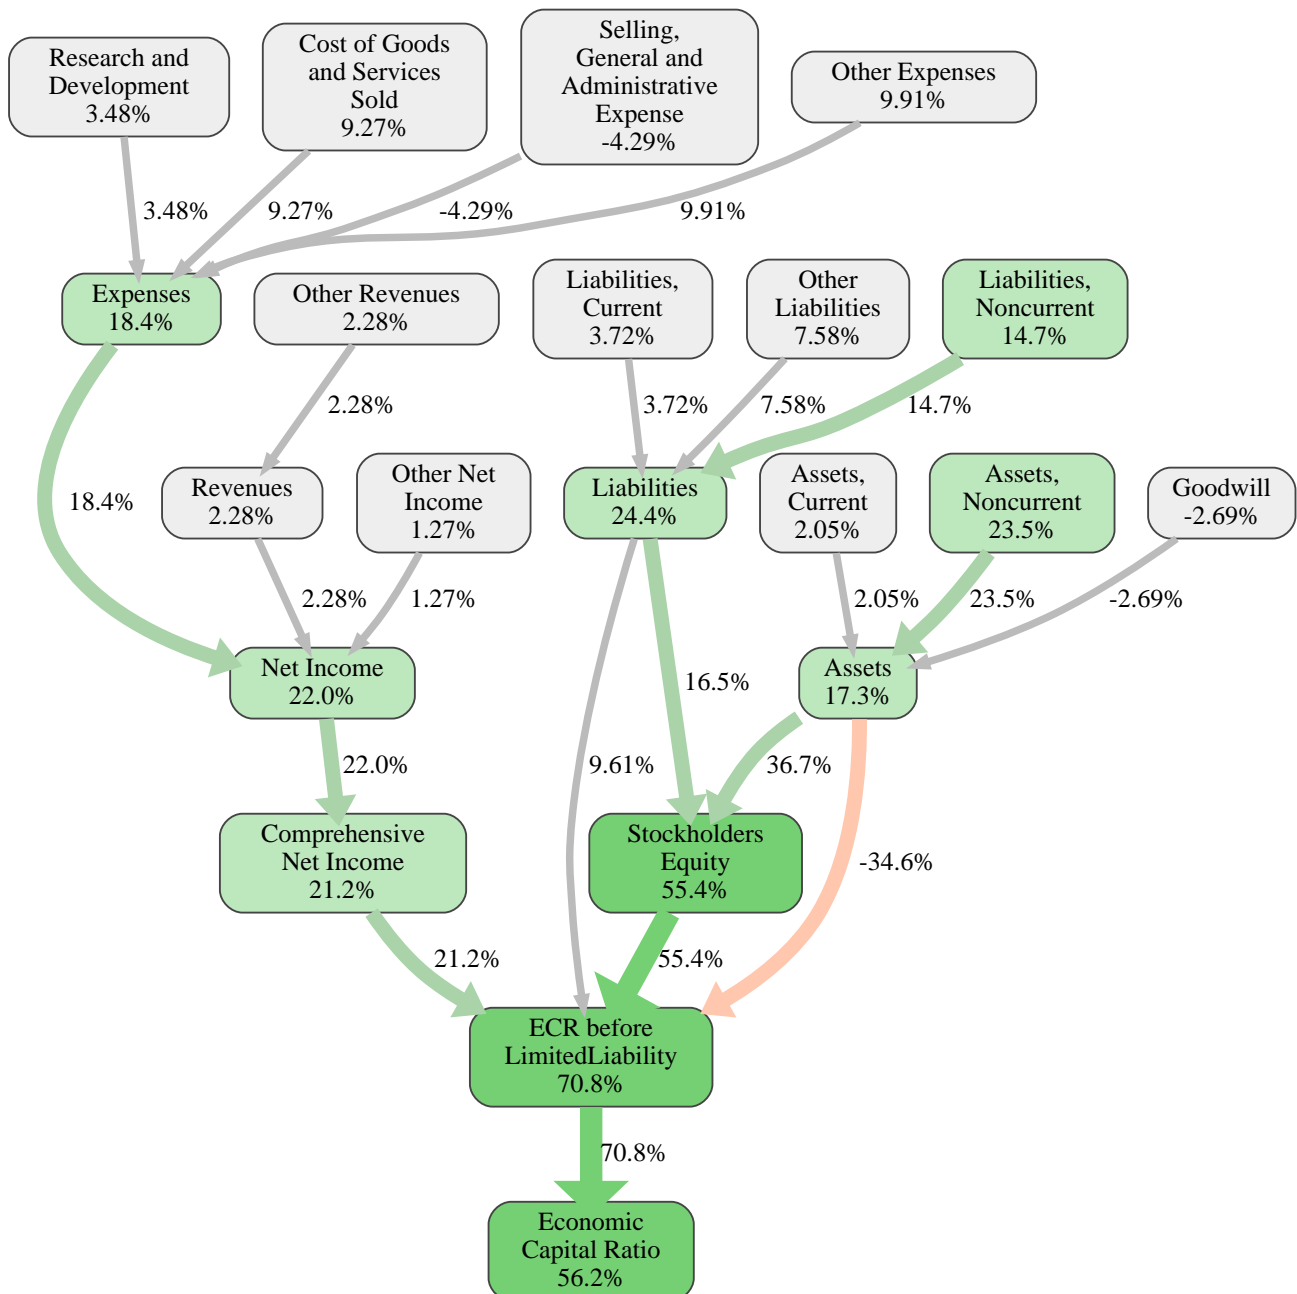 Research and
Development
3.48%
Cost of Goods
and Services
Sold
9.27%
Selling,
General and
Administrative
Expense
-4.29%
Other Expenses
9.91%
3.48%
9.27%
-4.29%
9.91%
Expenses
18.4%
Other Revenues
2.28%
Liabilities,
Current
3.72%
Other
Liabilities
7.58%
Liabilities,
Noncurrent
14.7%
2.28%
3.72%
7.58%
14.7%
18.4%
Revenues
2.28%
Other Net
Income
1.27%
Liabilities
24.4%
Assets,
Current
2.05%
Assets,
Noncurrent
23.5%
Goodwill
-2.69%
2.28%
1.27%
2.05%
23.5%
-2.69%
Net Income
22.0%
16.5%
Assets
17.3%
22.0%
9.61%
36.7%
Comprehensive
Net Income
21.2%
Stockholders
Equity
55.4%
-34.6%
21.2%
55.4%
ECR before
LimitedLiability
70.8%
70.8%
Economic
Capital Ratio
56.2%